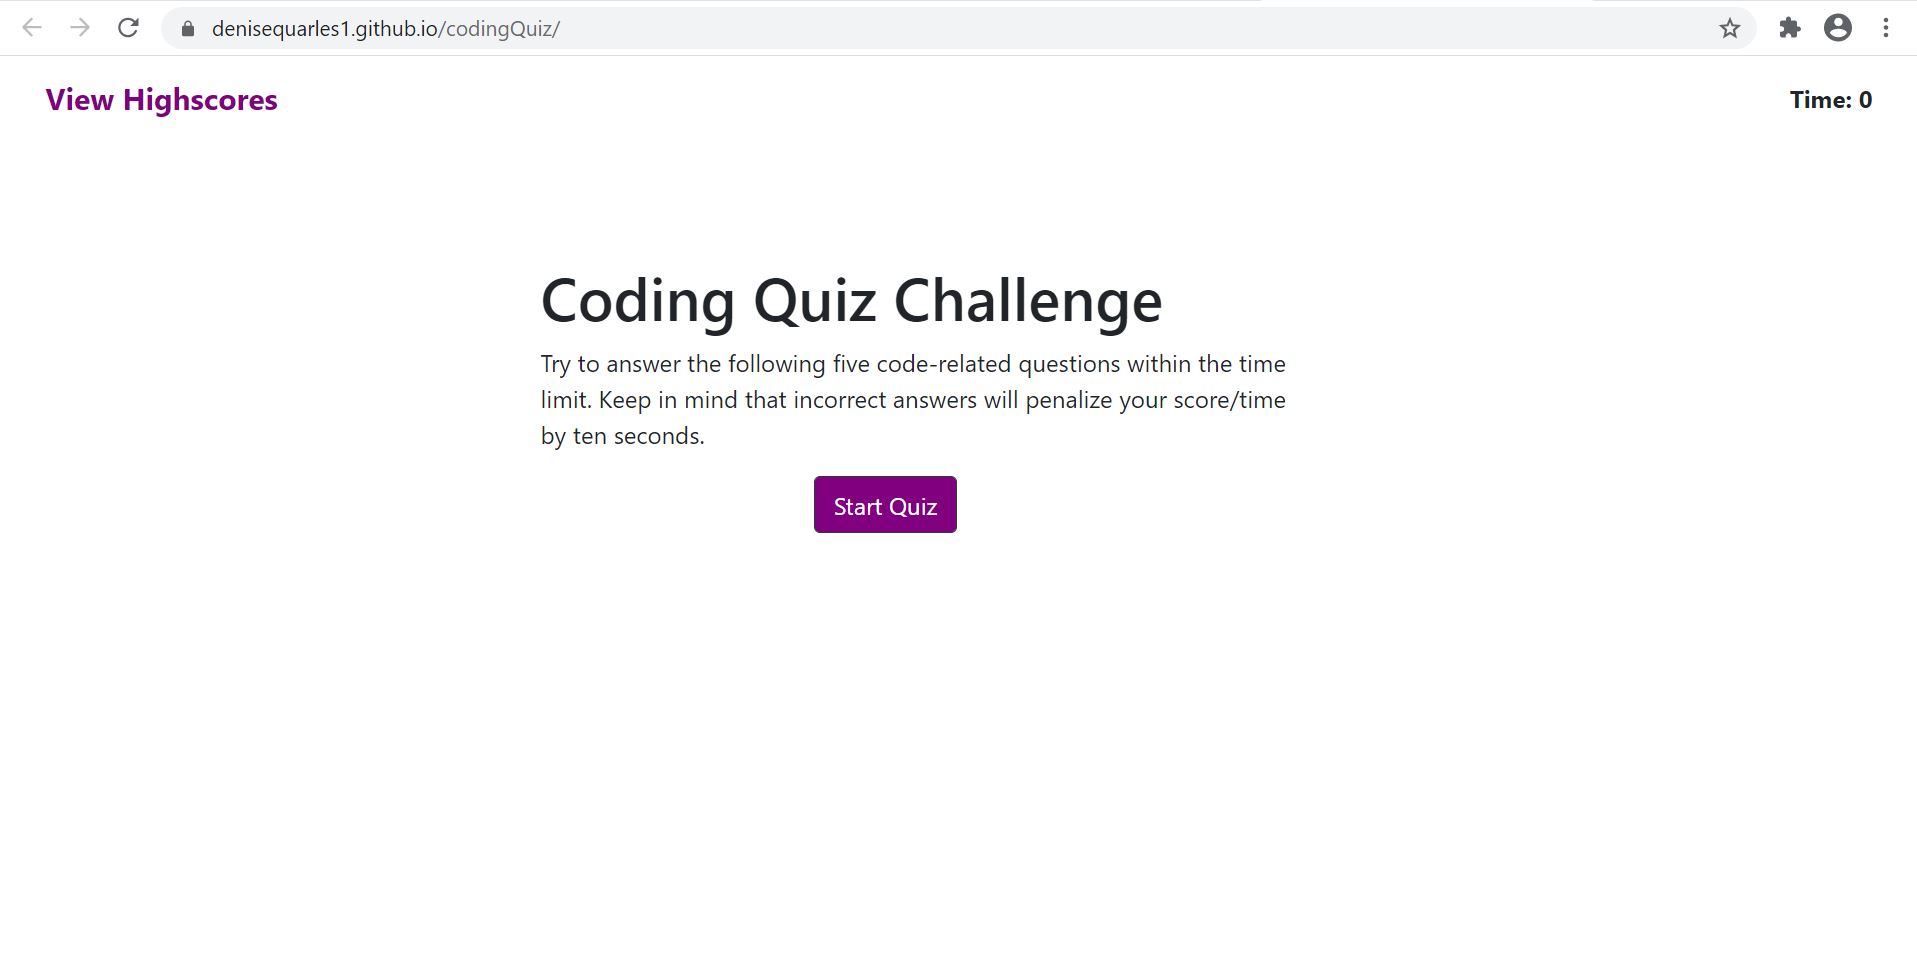 denisequarles1.github.io/codingQuiz/
View Highscores
Time: 0
Coding Quiz Challenge
Try to answer the following five code-related questions within the time
limit. Keep in mind that incorrect answers will penalize your score/time
by ten seconds.
Start Quiz